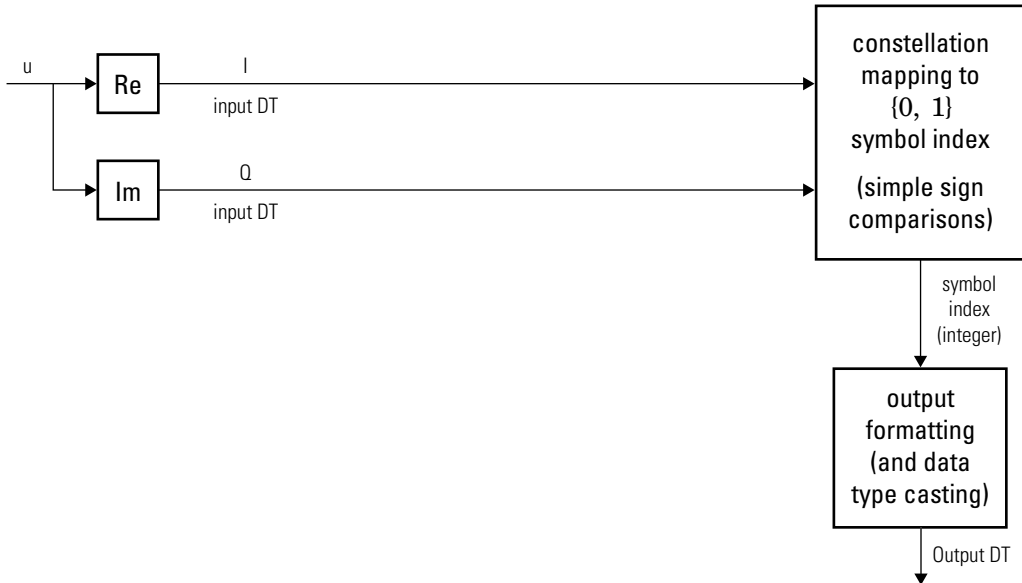 u
Re
I
input DT
Im
Q
input DT
constellation
mapping to
{0, 1}
symbol index
(simple sign
comparisons)
symbol
index
(integer)
output
formatting
(and data
type casting)
Output DT